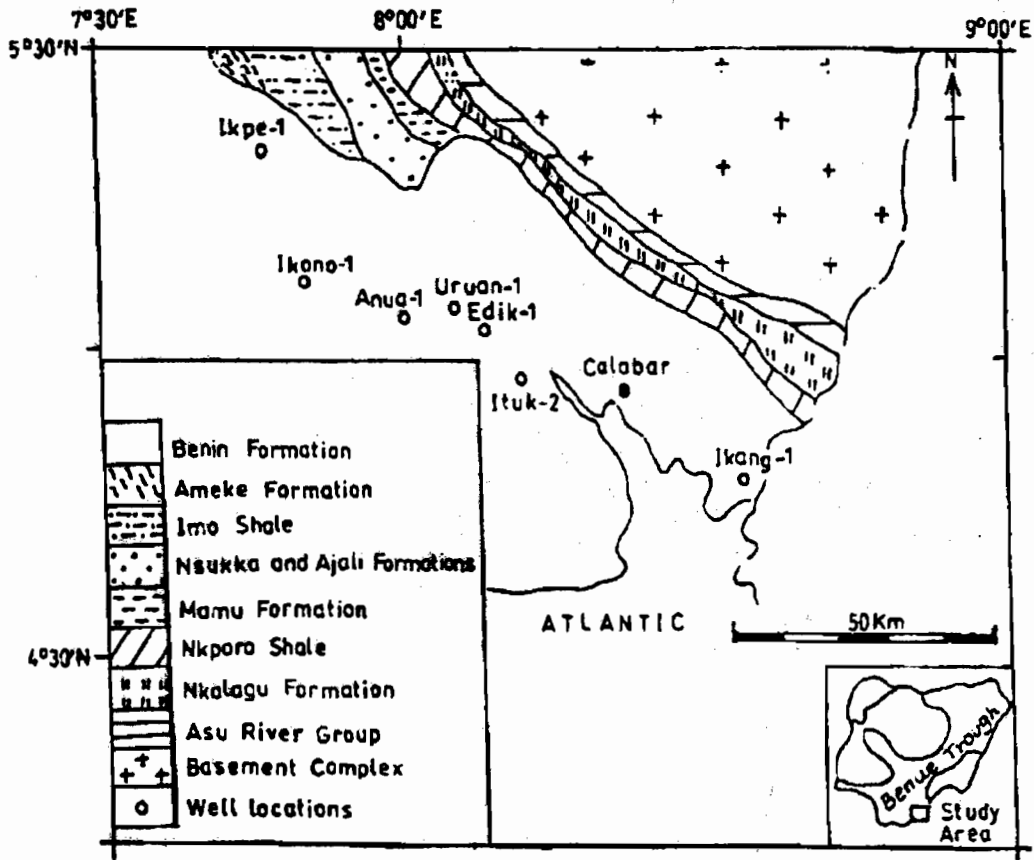 7°30'E
8°00'E
9°00'E
5°30'N
N
Ikpe-1
Ikono-1
Anua-1
Uruan-1
Edik-1
Ituk-2
Calabar
Ikang-1
Benin Formation
Ameke Formation
Imo Shale
Nsukka and Ajali Formations
Mamu Formation
Nkporo Shale
Nkalagu Formation
Asu River Group
Basement Complex
Well locations
ATLANTIC
50Km
4°30'N
Benue Trough
Study
Area